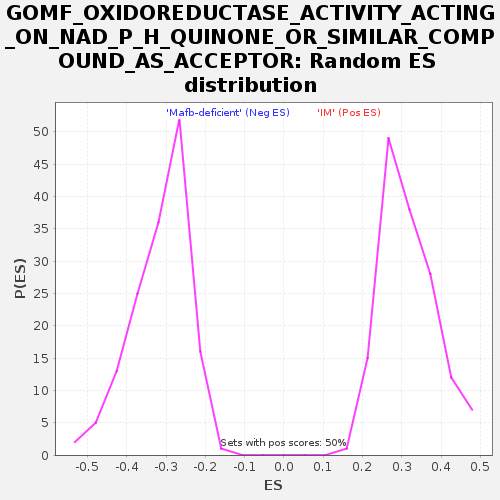 GOMF_OXIDOREDUCTASE_ACTIVITY_ACTING
_ON_NAD_P_H_QUINONE_OR_SIMILAR_COMP
OUND_AS_ACCEPTOR: Random ES
distribution
'Mafb-deficient' (Neg ES) 'IM' (Pos ES)
50
45
40
35
30
25
20
15
10
5
0
P(ES)
Sets with pos scores: 50%
-0.5 -0.4 -0.3 -0.2 -0.1 0.0 0.1 0.2 0.3 0.4 0.5
ES